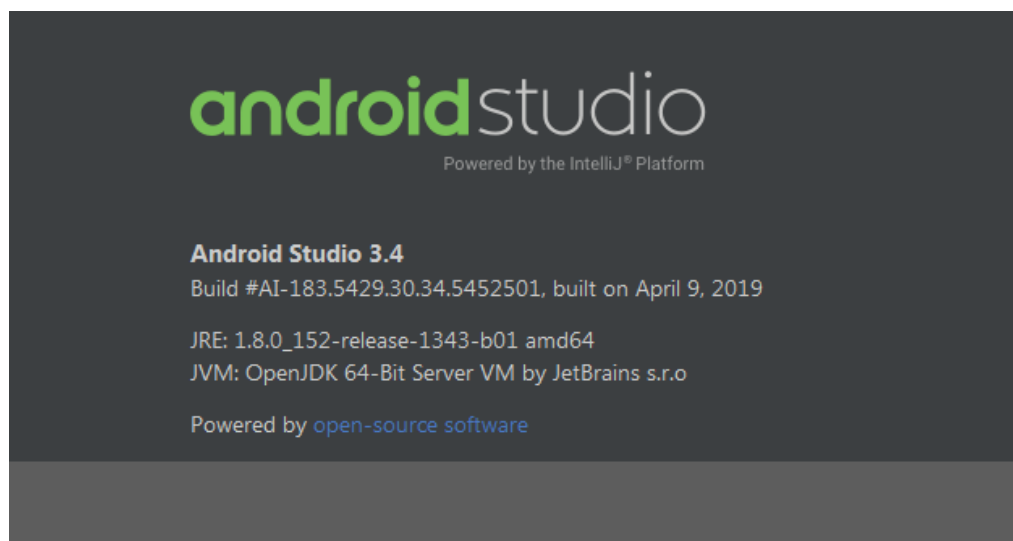 androidstudio
Powered by the IntelliJ® Platform
Android Studio 3.4
Build #AI-183.5429.30.34.5452501, built on April 9, 2019
JRE: 1.8.0_152-release-1343-b01 amd64
JVM: OpenJDK 64-Bit Server VM by JetBrains s.r.o
Powered by open-source software